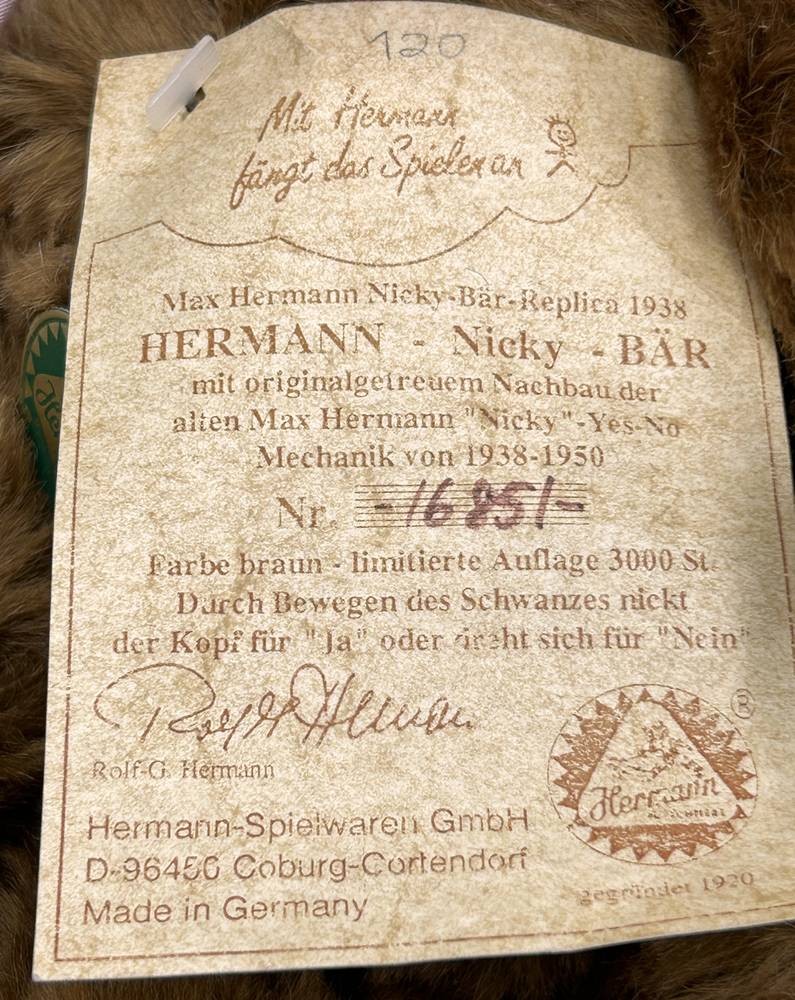 120
Mit Hermann
fängt das Spielen an
Max Hermann Nicky-Bär-Replica 1938
HERMANN - Nicky - BÄR
mit originalgetreuem Nachbau der
alten Max Hermann "Nicky"-Yes-No
Mechanik von 1938-1950
Nr. -1685/-
Farbe braun - limitierte Auflage 3000 St.
Durch Bewegen des Schwanzes nickt
der Kopf für "Ja" oder dreht sich für "Nein"
Rolf-G. Hermann
Rolf-G. Hermann
Hermann
®
Hermann-Spielwaren GmbH
D-96450 Coburg-Cortendorf
Made in Germany
gegründet 1920